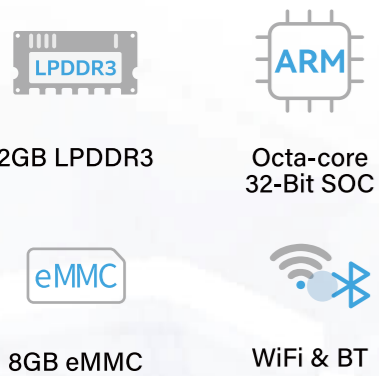 LPDDR3
ARM
2GB LPDDR3
Octa-core
32-Bit SOC
eMMC
8GB eMMC
WiFi & BT